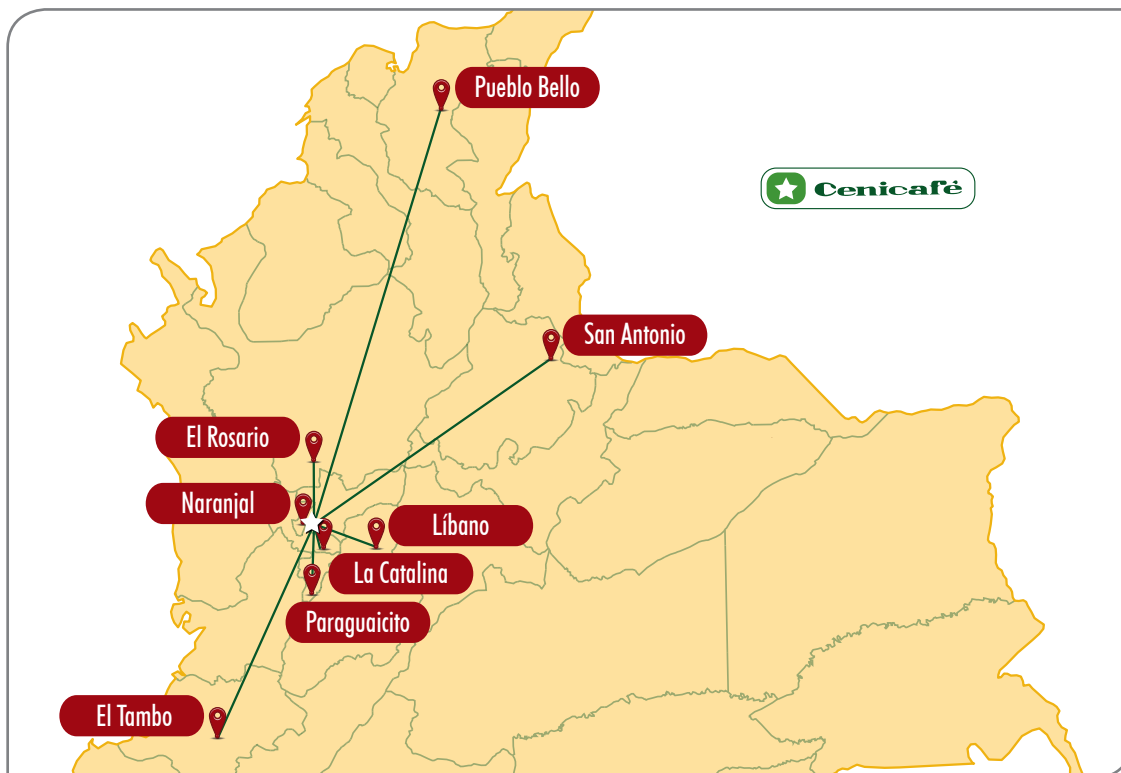 Pueblo Bello
Cenicafé
San Antonio
El Rosario
Naranjal
Líbano
La Catalina
Paraguaicito
El Tambo